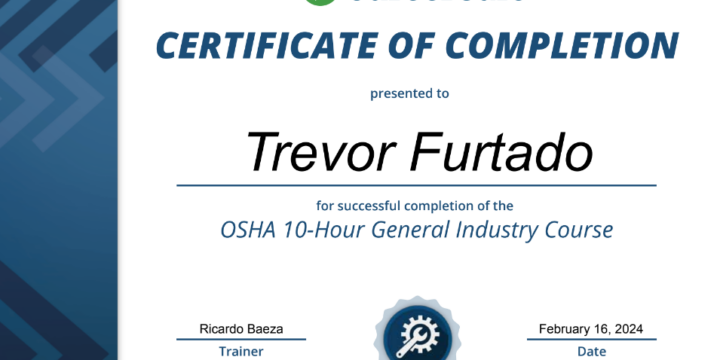 CERTIFICATE OF COMPLETION
presented to
Trevor Furtado
for successful completion of the
OSHA 10-Hour General Industry Course
Ricardo Baeza
Trainer
February 16, 2024
Date